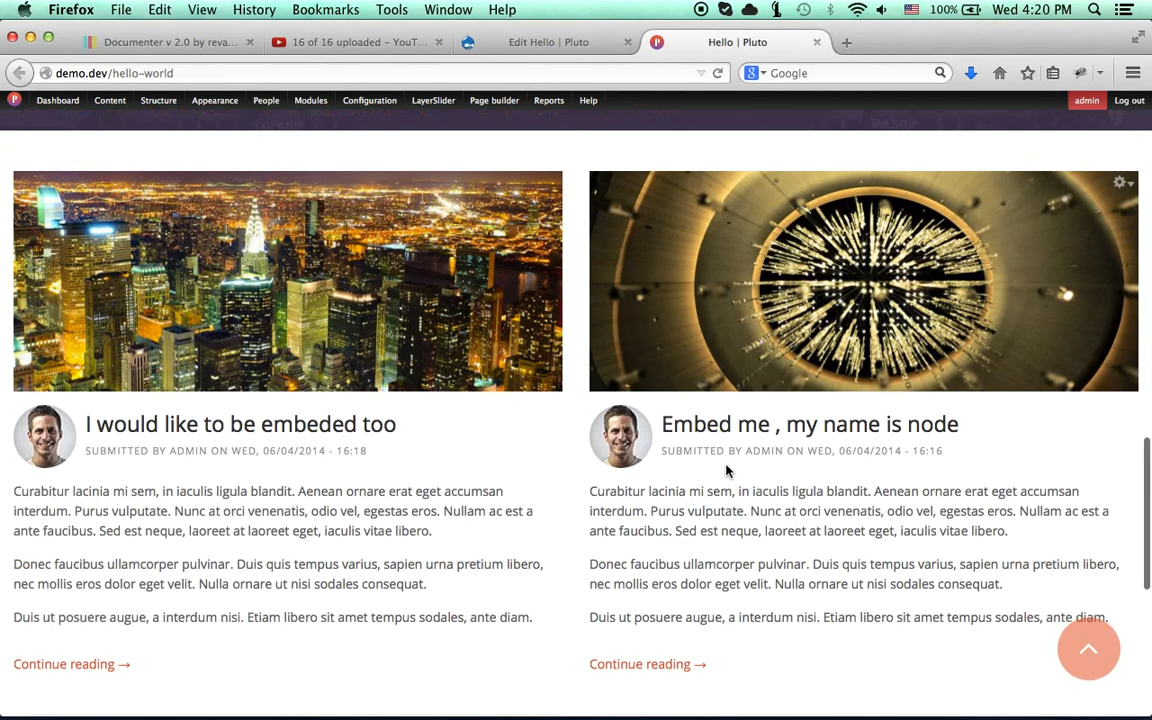 Firefox File Edit View History Bookmarks Tools Window Help 100% Wed 4:20 PM
Documenter v 2.0 by reva... 16 of 16 uploaded – YouT... Edit Hello | Pluto Hello | Pluto
demo.dev/hello-world Google
Dashboard Content Structure Appearance People Modules Configuration LayerSlider Page builder Reports Help admin Log out
I would like to be embeded too
SUBMITTED BY ADMIN ON WED, 06/04/2014 - 16:18
Curabitur lacinia mi sem, in iaculis ligula blandit. Aenean ornare erat eget accumsan
interdum. Purus vulputate. Nunc at orci venenatis, odio vel, egestas eros. Nullam ac est a
ante faucibus. Sed est neque, laoreet at laoreet eget, iaculis vitae libero.
Donec faucibus ullamcorper pulvinar. Duis quis tempus varius, sapien urna pretium libero,
nec mollis eros dolor eget velit. Nulla ornare ut nisi sodales consequat.
Duis ut posuere augue, a interdum nisi. Etiam libero sit amet tempus sodales, ante diam.
Continue reading →
Embed me , my name is node
SUBMITTED BY ADMIN ON WED, 06/04/2014 - 16:16
Curabitur lacinia mi sem, in iaculis ligula blandit. Aenean ornare erat eget accumsan
interdum. Purus vulputate. Nunc at orci venenatis, odio vel, egestas eros. Nullam ac est a
ante faucibus. Sed est neque, laoreet at laoreet eget, iaculis vitae libero.
Donec faucibus ullamcorper pulvinar. Duis quis tempus varius, sapien urna pretium libero,
nec mollis eros dolor eget velit. Nulla ornare ut nisi sodales consequat.
Duis ut posuere augue, a interdum nisi. Etiam libero sit amet tempus sodales, ante diam.
Continue reading →